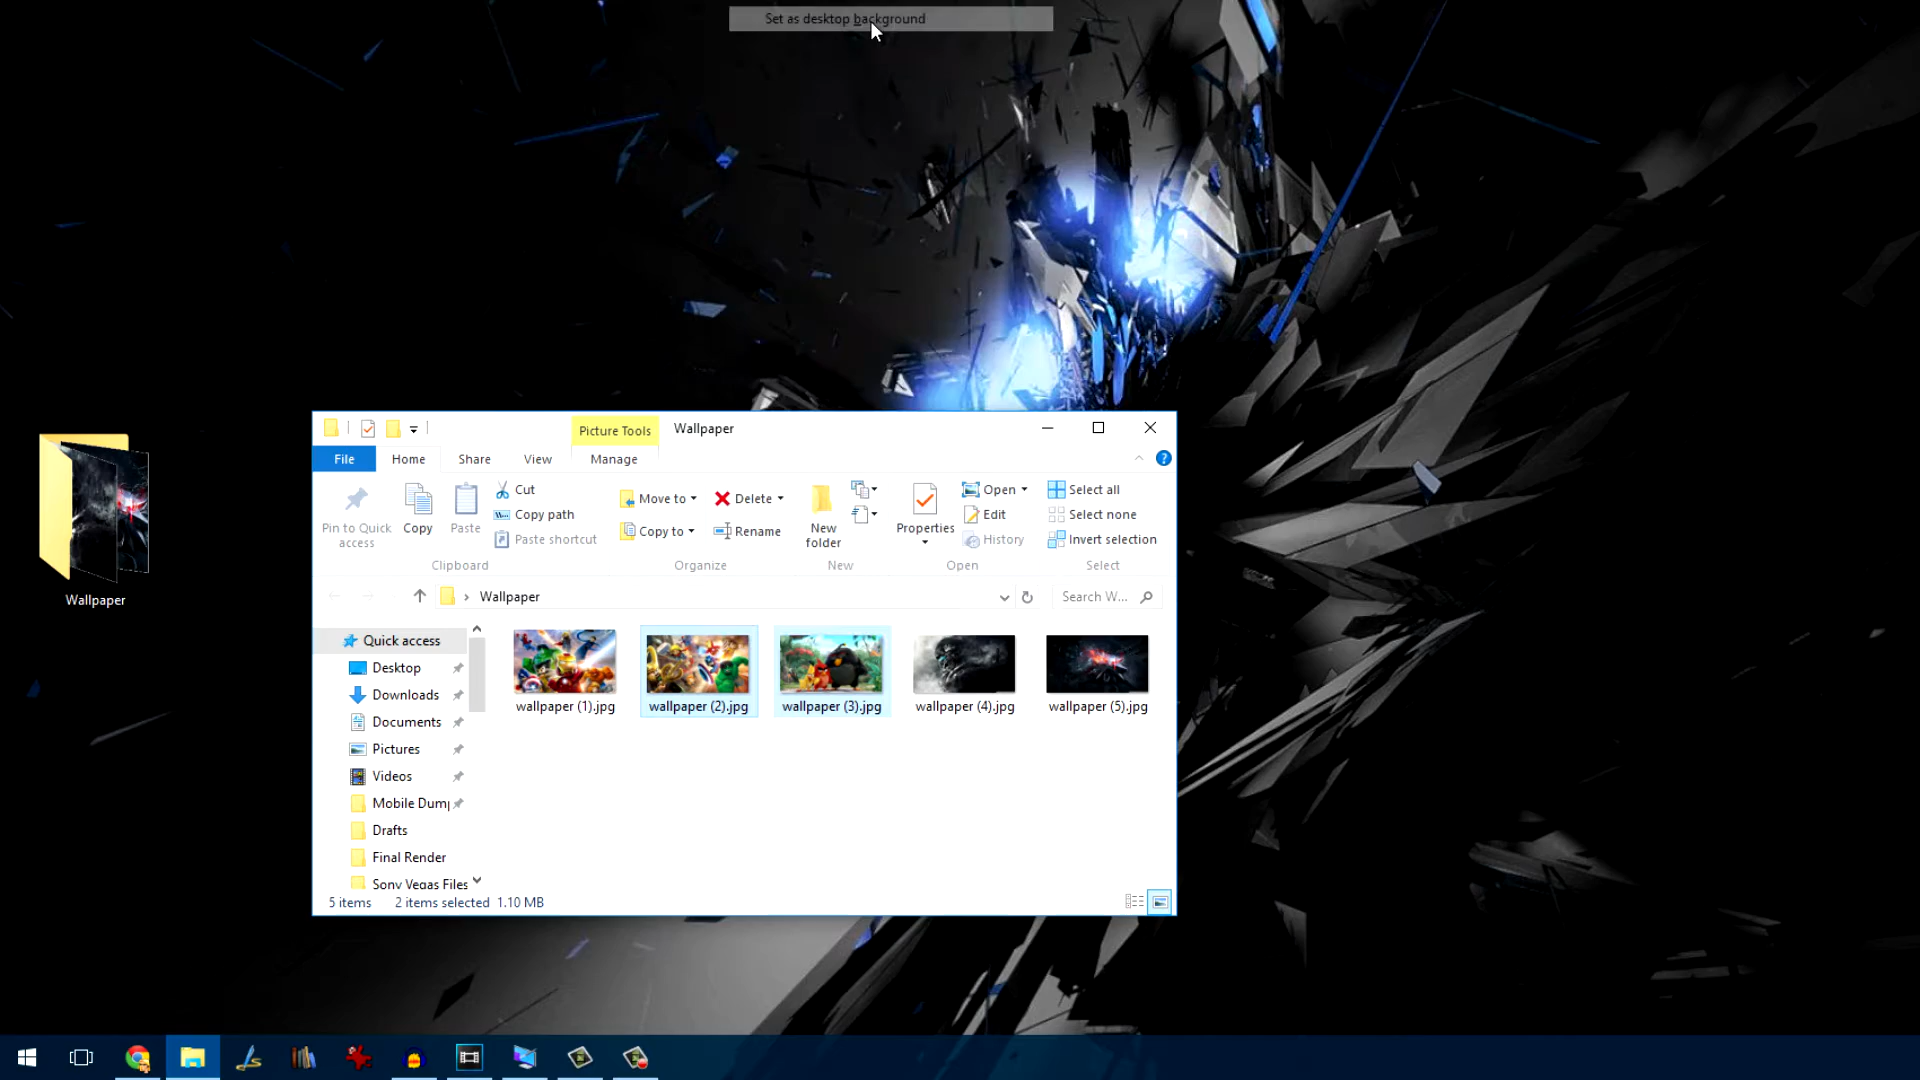 Set as desktop background
Picture Tools Wallpaper
File Home Share View Manage
Pin to Quick access
Copy
Paste
Cut
Copy path
Paste shortcut
Clipboard
Move to
Copy to
Delete
Rename
Organize
New folder
New
Properties
Open
Edit
History
Open
Select all
Select none
Invert selection
Select
Wallpaper
Search W...
Quick access
Desktop
Downloads
Documents
Pictures
Videos
Mobile Dump
Drafts
Final Render
Sony Vegas Files
wallpaper (1).jpg
wallpaper (2).jpg
wallpaper (3).jpg
wallpaper (4).jpg
wallpaper (5).jpg
5 items 2 items selected 1.10 MB
Wallpaper